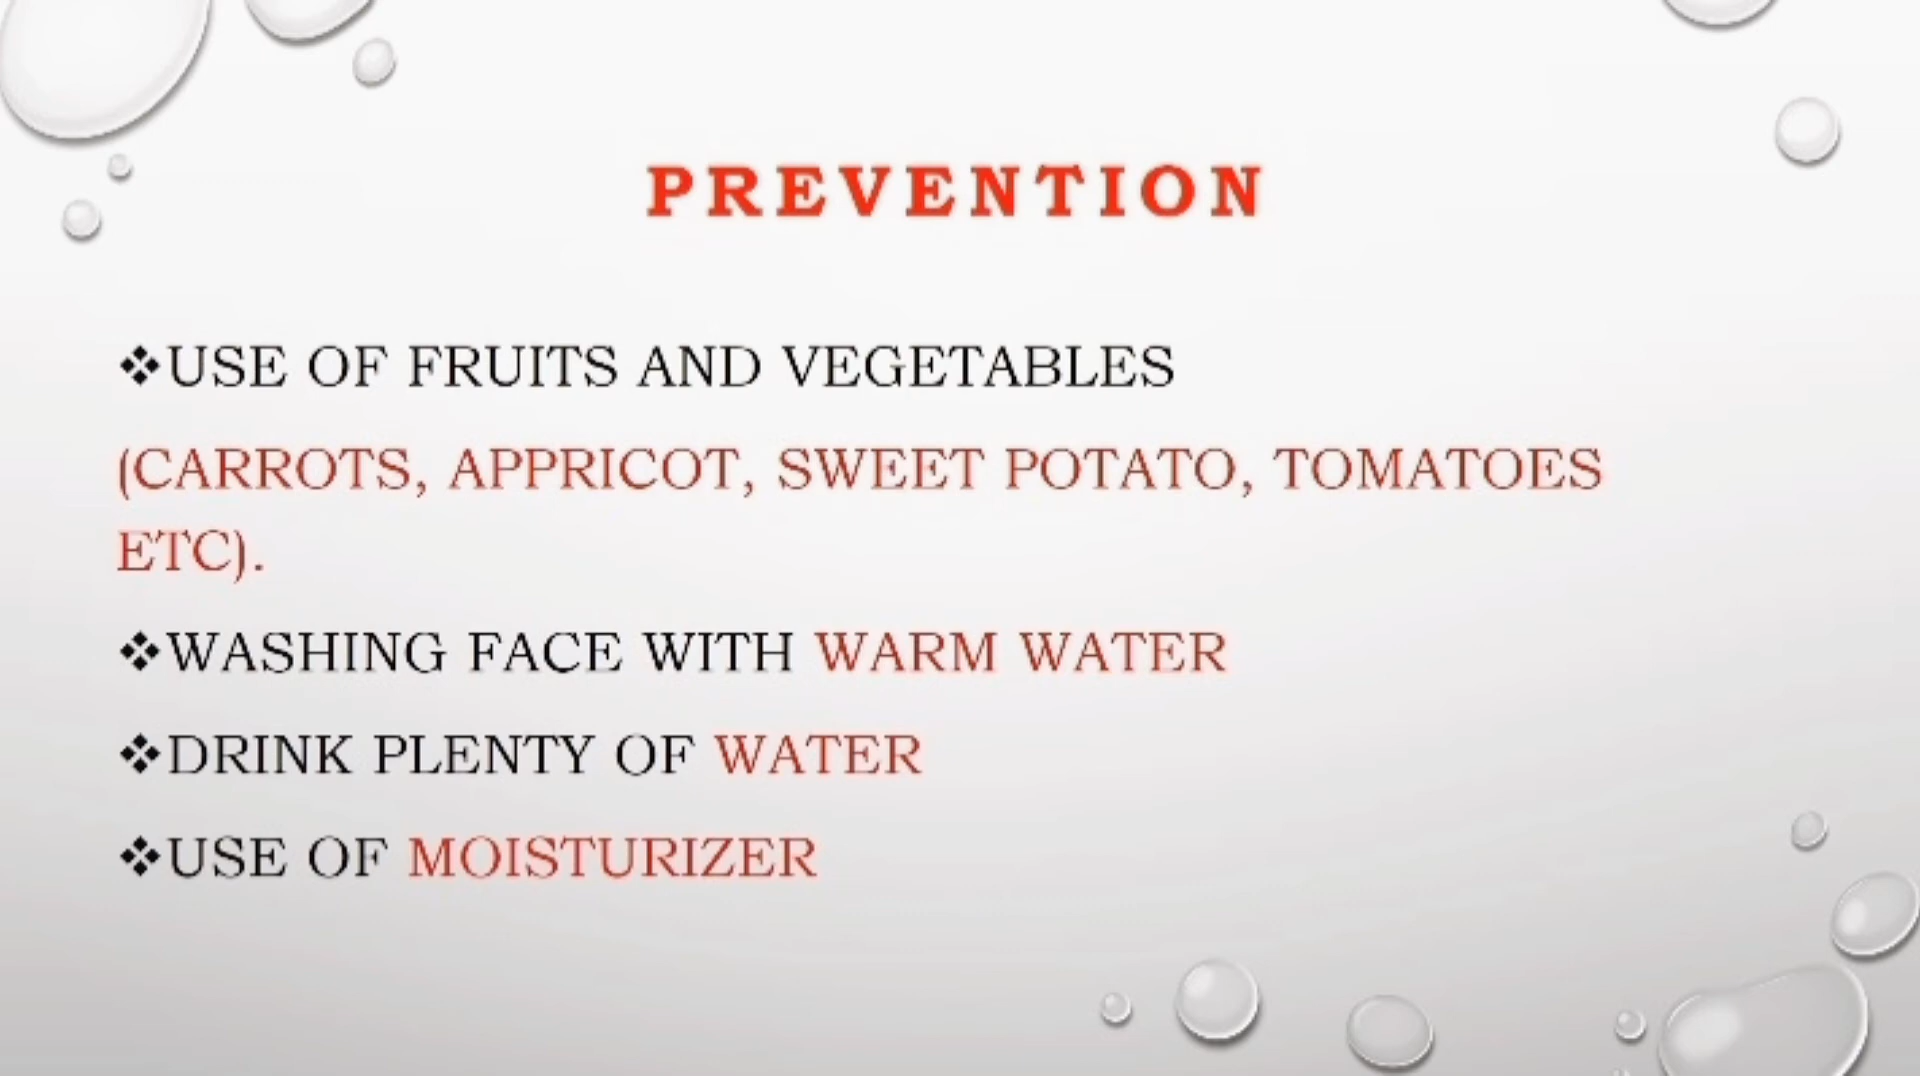 PREVENTION
❖USE OF FRUITS AND VEGETABLES
(CARROTS, APPRICOT, SWEET POTATO, TOMATOES
ETC).
❖WASHING FACE WITH WARM WATER
❖DRINK PLENTY OF WATER
❖USE OF MOISTURIZER